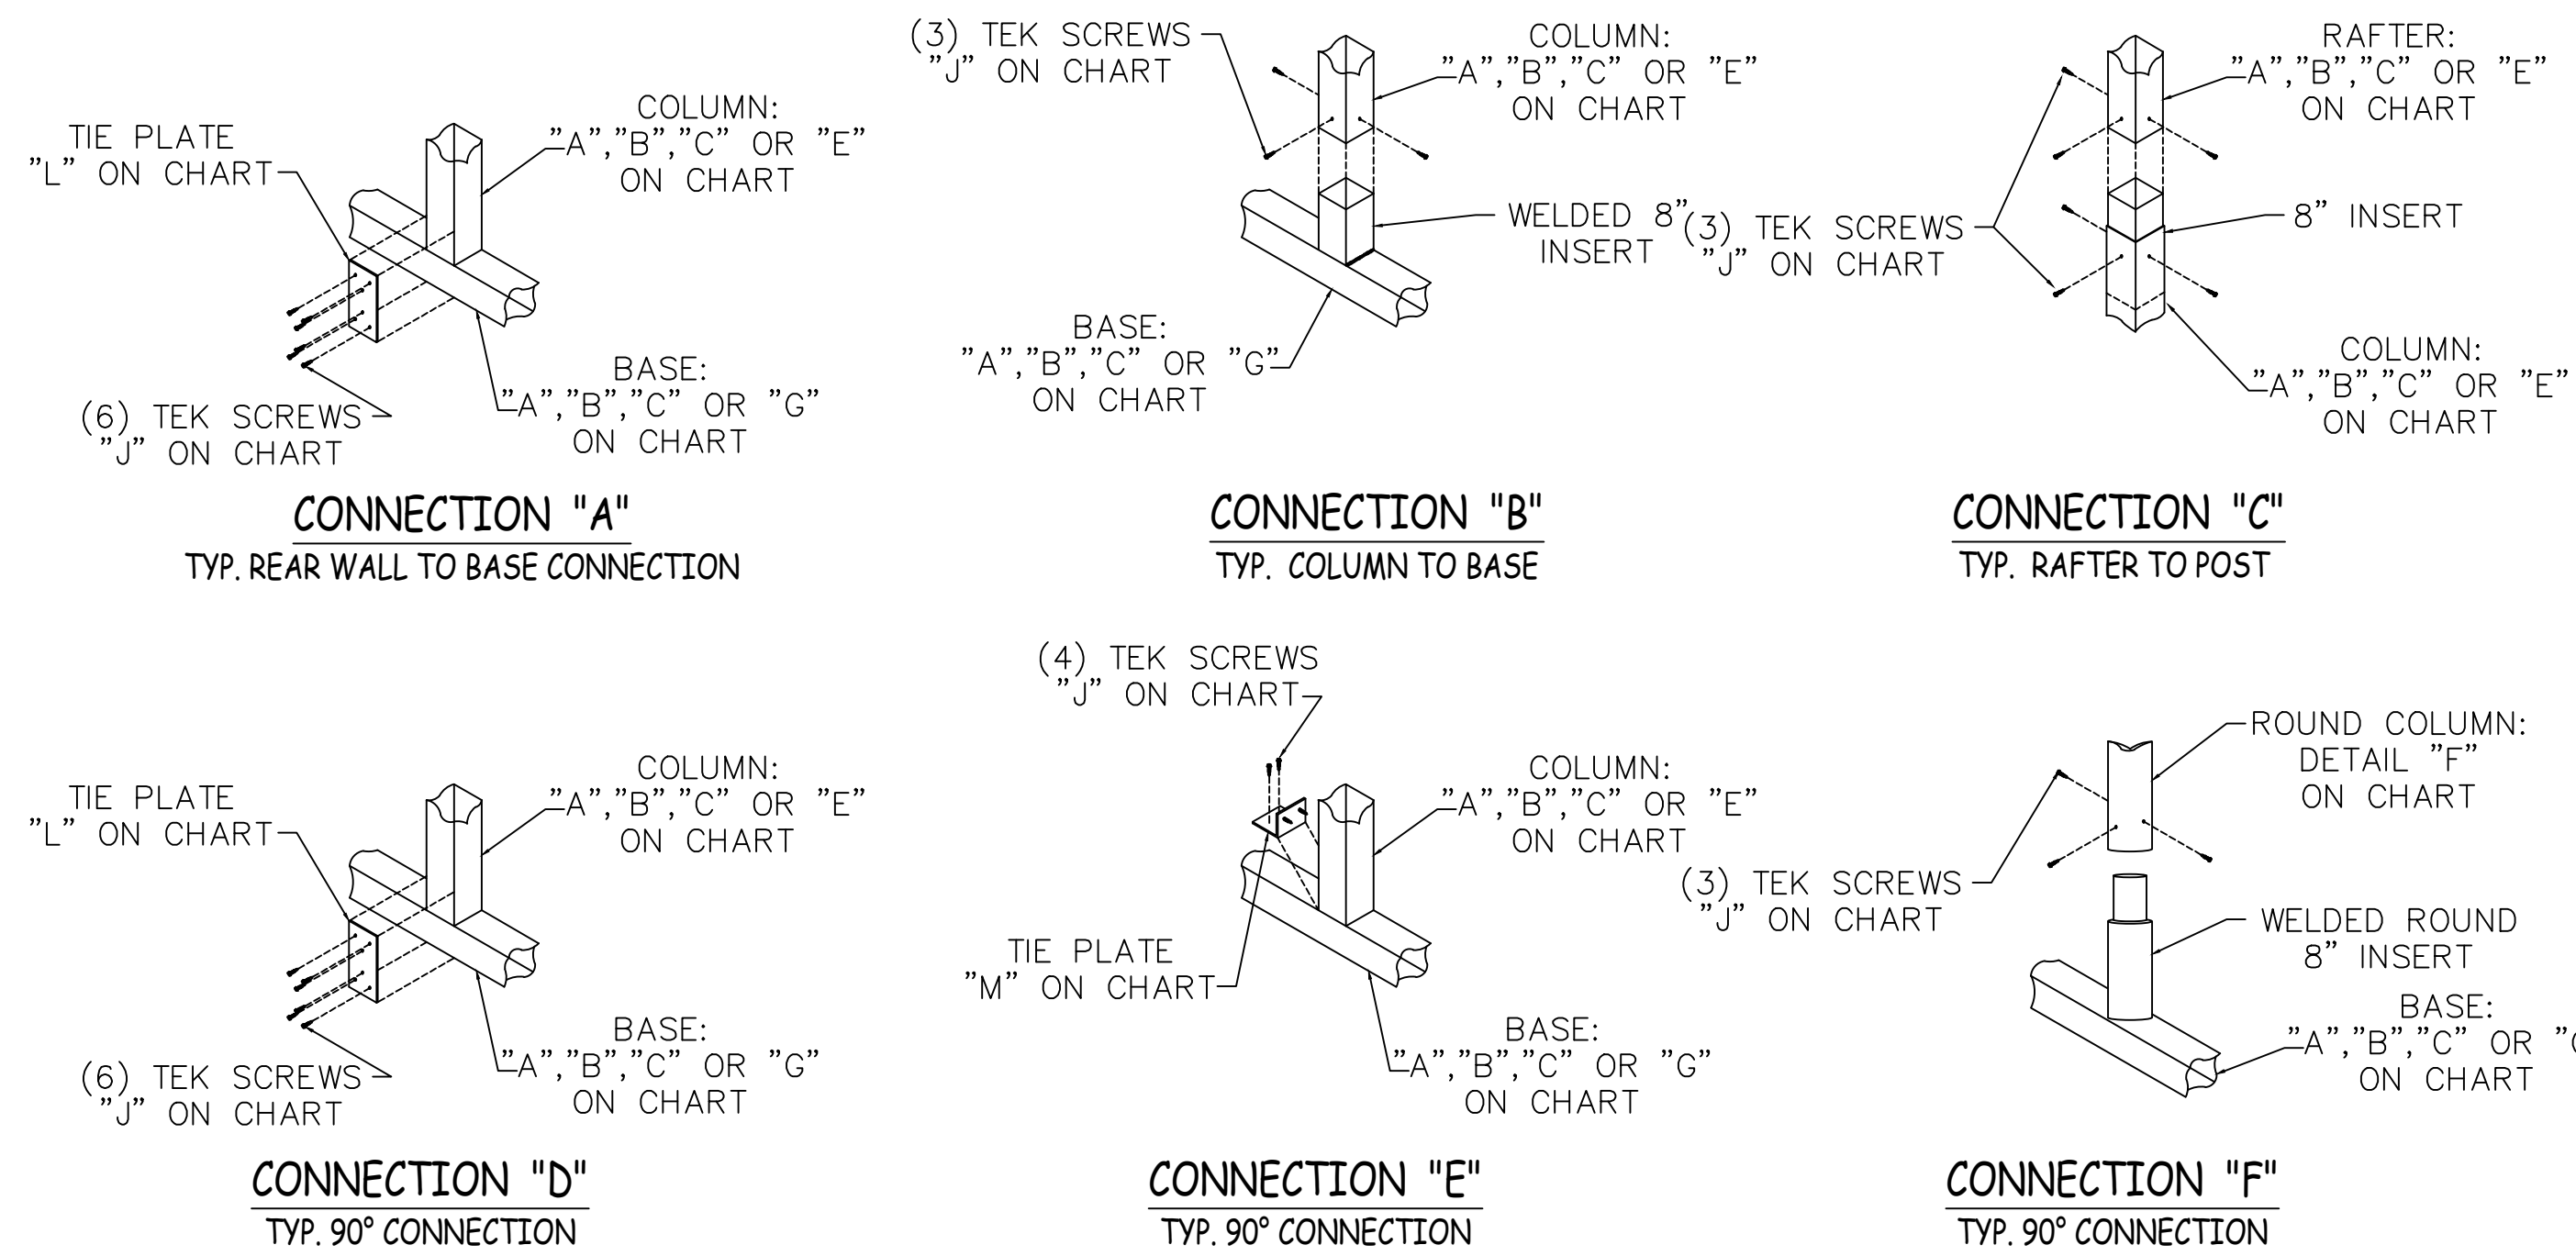 TIE PLATE
"L" ON CHART
COLUMN:
"A","B","C" OR "E"
ON CHART
(6) TEK SCREWS
"J" ON CHART
BASE:
"A","B","C" OR "G"
ON CHART
CONNECTION "A"
TYP. REAR WALL TO BASE CONNECTION
(3) TEK SCREWS
"J" ON CHART
COLUMN:
"A","B","C" OR "E"
ON CHART
WELDED 8"
INSERT
BASE:
"A","B","C" OR "G"
ON CHART
CONNECTION "B"
TYP. COLUMN TO BASE
RAFTER:
"A","B","C" OR "E"
ON CHART
(3) TEK SCREWS
"J" ON CHART
8" INSERT
COLUMN:
"A","B","C" OR "E"
ON CHART
CONNECTION "C"
TYP. RAFTER TO POST
TIE PLATE
"L" ON CHART
COLUMN:
"A","B","C" OR "E"
ON CHART
(6) TEK SCREWS
"J" ON CHART
BASE:
"A","B","C" OR "G"
ON CHART
CONNECTION "D"
TYP. 90° CONNECTION
(4) TEK SCREWS
"J" ON CHART
COLUMN:
"A","B","C" OR "E"
ON CHART
TIE PLATE
"M" ON CHART
BASE:
"A","B","C" OR "G"
ON CHART
CONNECTION "E"
TYP. 90° CONNECTION
ROUND COLUMN:
DETAIL "F"
ON CHART
(3) TEK SCREWS
"J" ON CHART
WELDED ROUND
8" INSERT
BASE:
"A","B","C" OR
ON CHART
CONNECTION "F"
TYP. 90° CONNECTION